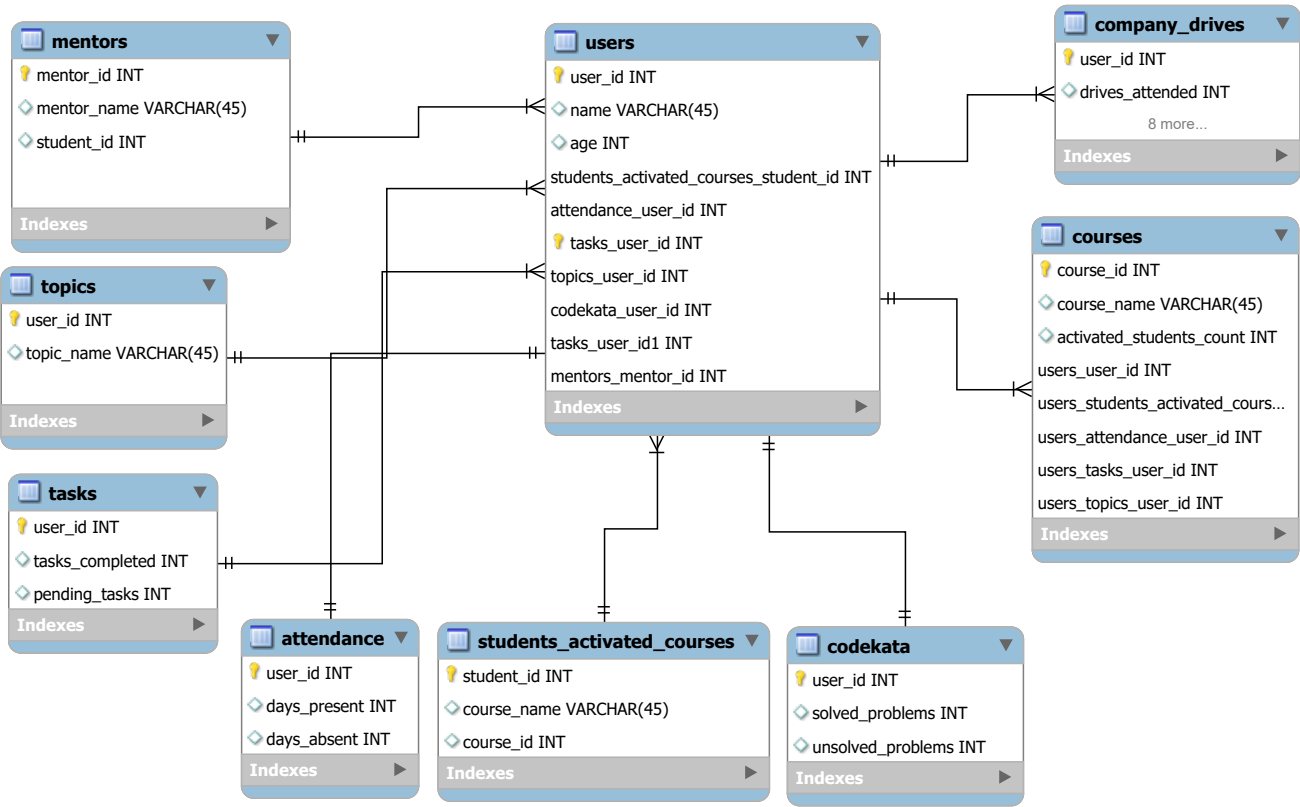 mentors
mentor_id INT
mentor_name VARCHAR(45)
student_id INT
Indexes
topics
user_id INT
topic_name VARCHAR(45)
Indexes
tasks
user_id INT
tasks_completed INT
pending_tasks INT
Indexes
attendance
user_id INT
days_present INT
days_absent INT
Indexes
users
user_id INT
name VARCHAR(45)
age INT
students_activated_courses_student_id INT
attendance_user_id INT
tasks_user_id INT
topics_user_id INT
codekata_user_id INT
tasks_user_id1 INT
mentors_mentor_id INT
Indexes
students_activated_courses
student_id INT
course_name VARCHAR(45)
course_id INT
Indexes
codekata
user_id INT
solved_problems INT
unsolved_problems INT
Indexes
company_drives
user_id INT
drives_attended INT
8 more...
Indexes
courses
course_id INT
course_name VARCHAR(45)
activated_students_count INT
users_user_id INT
users_students_activated_cours...
users_attendance_user_id INT
users_tasks_user_id INT
users_topics_user_id INT
Indexes